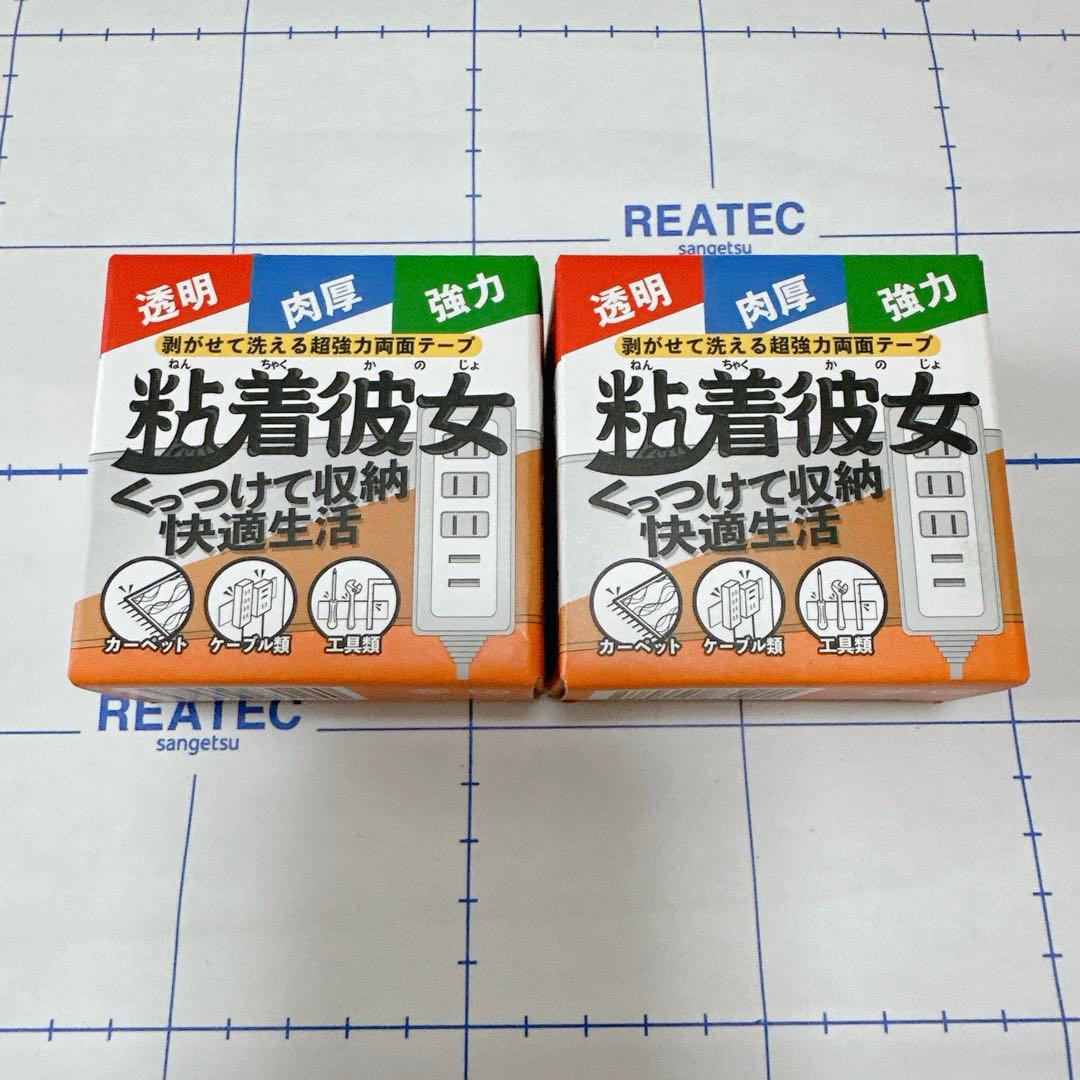 REATEC
sangetsu
透明 肉厚 強力
剥がせて洗える超強力両面テープ
ねん ちゃく か の じょ
粘着彼女
くっつけて収納
快適生活
カーペット ケーブル類 工具類
透明 肉厚 強力
剥がせて洗える超強力両面テープ
ねん ちゃく か の じょ
粘着彼女
くっつけて収納
快適生活
カーペット ケーブル類 工具類
REATEC
sangetsu